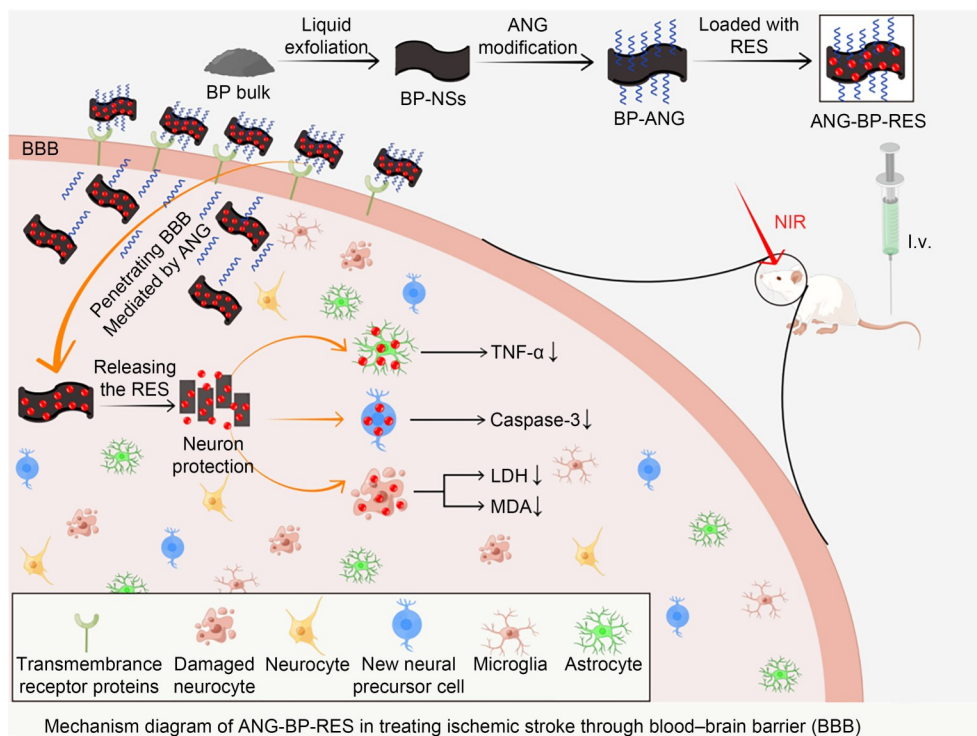 Liquid
exfoliation
ANG
modification
Loaded with
RES
BP bulk
BP-NSs
BP-ANG
ANG-BP-RES
BBB
NIR
I.v.
Penetrating BBB
Mediated by ANG
Releasing
the RES
Neuron
protection
TNF-α↓
Caspase-3↓
LDH↓
MDA↓
Transmembrance
receptor proteins
Damaged
neurocyte
Neurocyte
New neural
precursor cell
Microglia
Astrocyte
Mechanism diagram of ANG-BP-RES in treating ischemic stroke through blood–brain barrier (BBB)